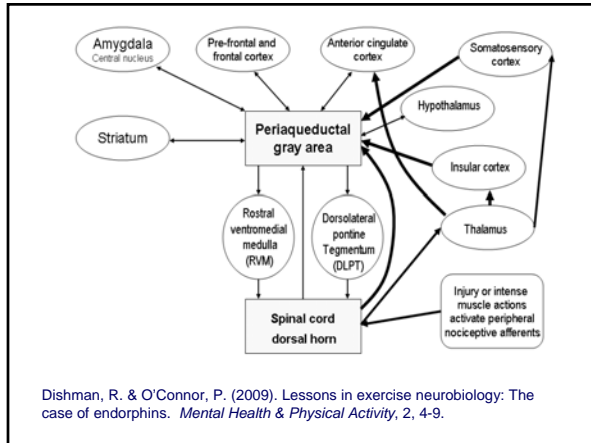 Amygdala
Central nucleus
Pre-frontal and
frontal cortex
Anterior cingulate
cortex
Somatosensory
cortex
Hypothalamus
Periaqueductal
gray area
Striatum
Insular cortex
Rostral
ventromedial
medulla
(RVM)
Dorsolateral
pontine
Tegmentum
(DLPT)
Thalamus
Injury or intense
muscle actions
activate peripheral
nociceptive afferents
Spinal cord
dorsal horn
Dishman, R. & O'Connor, P. (2009). Lessons in exercise neurobiology: The
case of endorphins. Mental Health & Physical Activity, 2, 4-9.